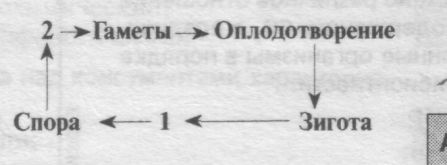 2 → Гаметы → Оплодотворение
Спора ← 1 ← Зигота